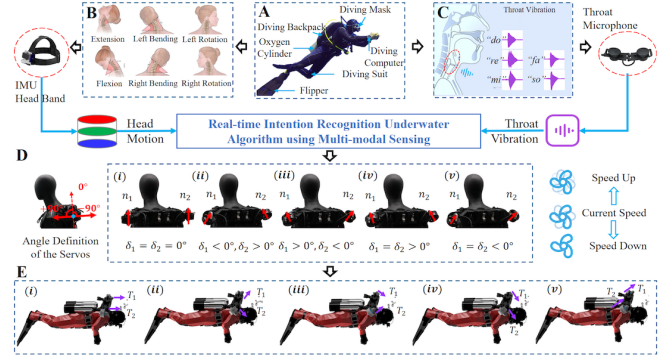 B
Extension
Left Bending
Left Rotation
Flexion
Right Bending
Right Rotation
A
Diving Mask
Diving Backpack
Oxygen
Cylinder
Diving
Computer
Diving Suit
Flipper
C
Throat Vibration
"do"
"re"
"fa"
"mi"
"so"
Throat
Microphone
IMU
Head Band
Head
Motion
Real-time Intention Recognition Underwater
Algorithm using Multi-modal Sensing
Throat
Vibration
D
0°
Angle Definition
of the Servos
(i)
(ii)
(iii)
(iv)
(v)
n₁ n₂
n₁ n₂
n₁ n₂
n₁ n₂
n₁ n₂
δ₁ = δ₂ = 0°
δ₁ < 0°, δ₂ > 0°
δ₁ > 0°, δ₂ < 0°
δ₁ = δ₂ > 0°
δ₁ = δ₂ < 0°
Speed Up
Current Speed
Speed Down
E
(i)
T₁
T₂
(ii)
T₁
T₂
(iii)
T₁
T₂
(iv)
T₁
T₂
(v)
T₁
T₂